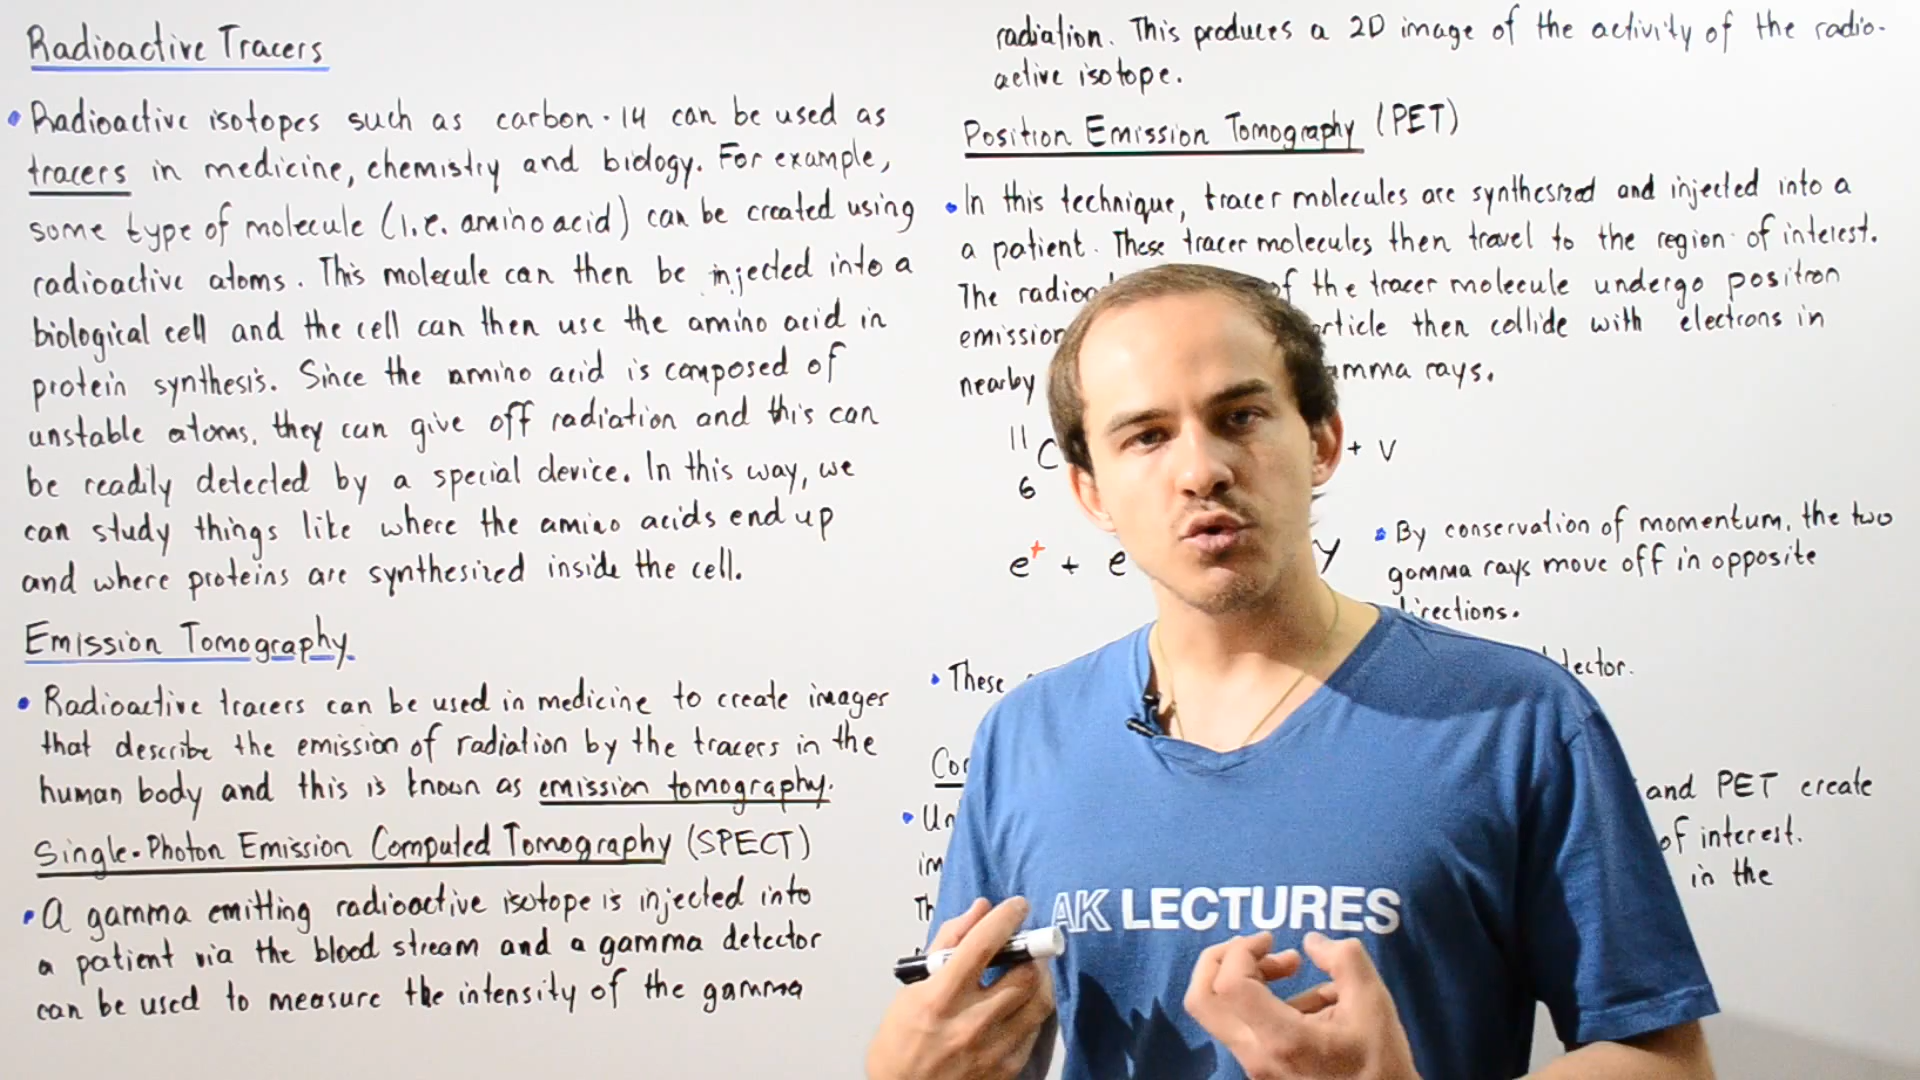 Radioactive Tracers
• Radioactive isotopes such as carbon-14 can be used as
tracers in medicine, chemistry and biology. For example,
some type of molecule (i.e. amino acid) can be created using
radioactive atoms. This molecule can then be injected into a
biological cell and the cell can then use the amino acid in
protein synthesis. Since the amino acid is composed of
unstable atoms, they can give off radiation and this can
be readily detected by a special device. In this way, we
can study things like where the amino acids end up
and where proteins are synthesized inside the cell.
Emission Tomography
• Radioactive tracers can be used in medicine to create images
that describe the emission of radiation by the tracers in the
human body and this is known as emission tomography.
Single-Photon Emission Computed Tomography (SPECT)
• A gamma emitting radioactive isotope is injected into
a patient via the blood stream and a gamma detector
can be used to measure the intensity of the gamma
radiation. This produces a 2D image of the activity of the radio-
active isotope.
Position Emission Tomography (PET)
• In this technique, tracer molecules are synthesized and injected into a
a patient. These tracer molecules then travel to the region of interest.
The of the tracer molecule undergo positron
emission then collide with electrons in
nearby rays.
11
6 C + v
e+ + e γ
• By conservation of momentum, the two
gamma rays move off in opposite
directions.
• These
and PET create
of interest.
in the
AK LECTURES